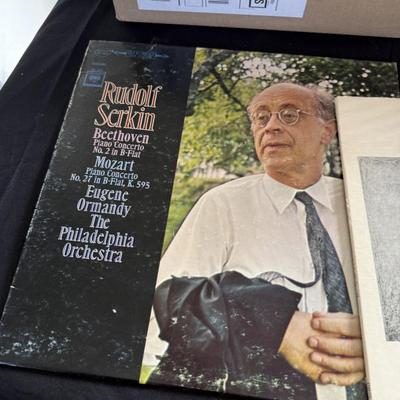 Rudolf
Serkin
Beethoven
Piano Concerto
No. 2 in B-Flat
Mozart
Piano Concerto
No. 27 in B-Flat, K. 595
Eugene
Ormandy
The
Philadelphia
Orchestra